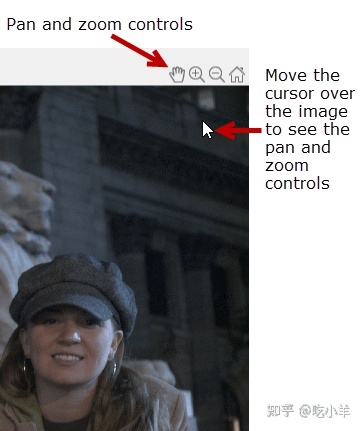 Pan and zoom controls
Move the
cursor over
the image
to see the
pan and
zoom
controls
知乎 @吃小羊